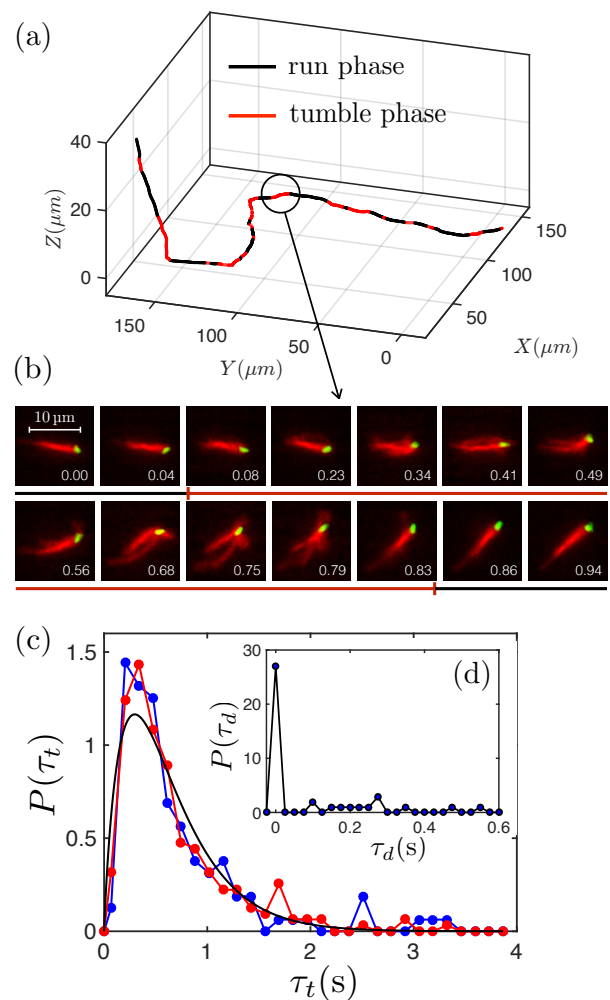 (a)
run phase
tumble phase
40
20
0
Z(μm)
150
100
50
0
Y(μm)
50
100
150
X(μm)
(b)
10 μm
0.00 0.04 0.08 0.23 0.34 0.41 0.49
0.56 0.68 0.75 0.79 0.83 0.86 0.94
(c)
1.5
1
0.5
0
P(τt)
0 1 2 3 4
τt(s)
(d)
30
20
10
0
P(τd)
0 0.2 0.4 0.6
τd(s)